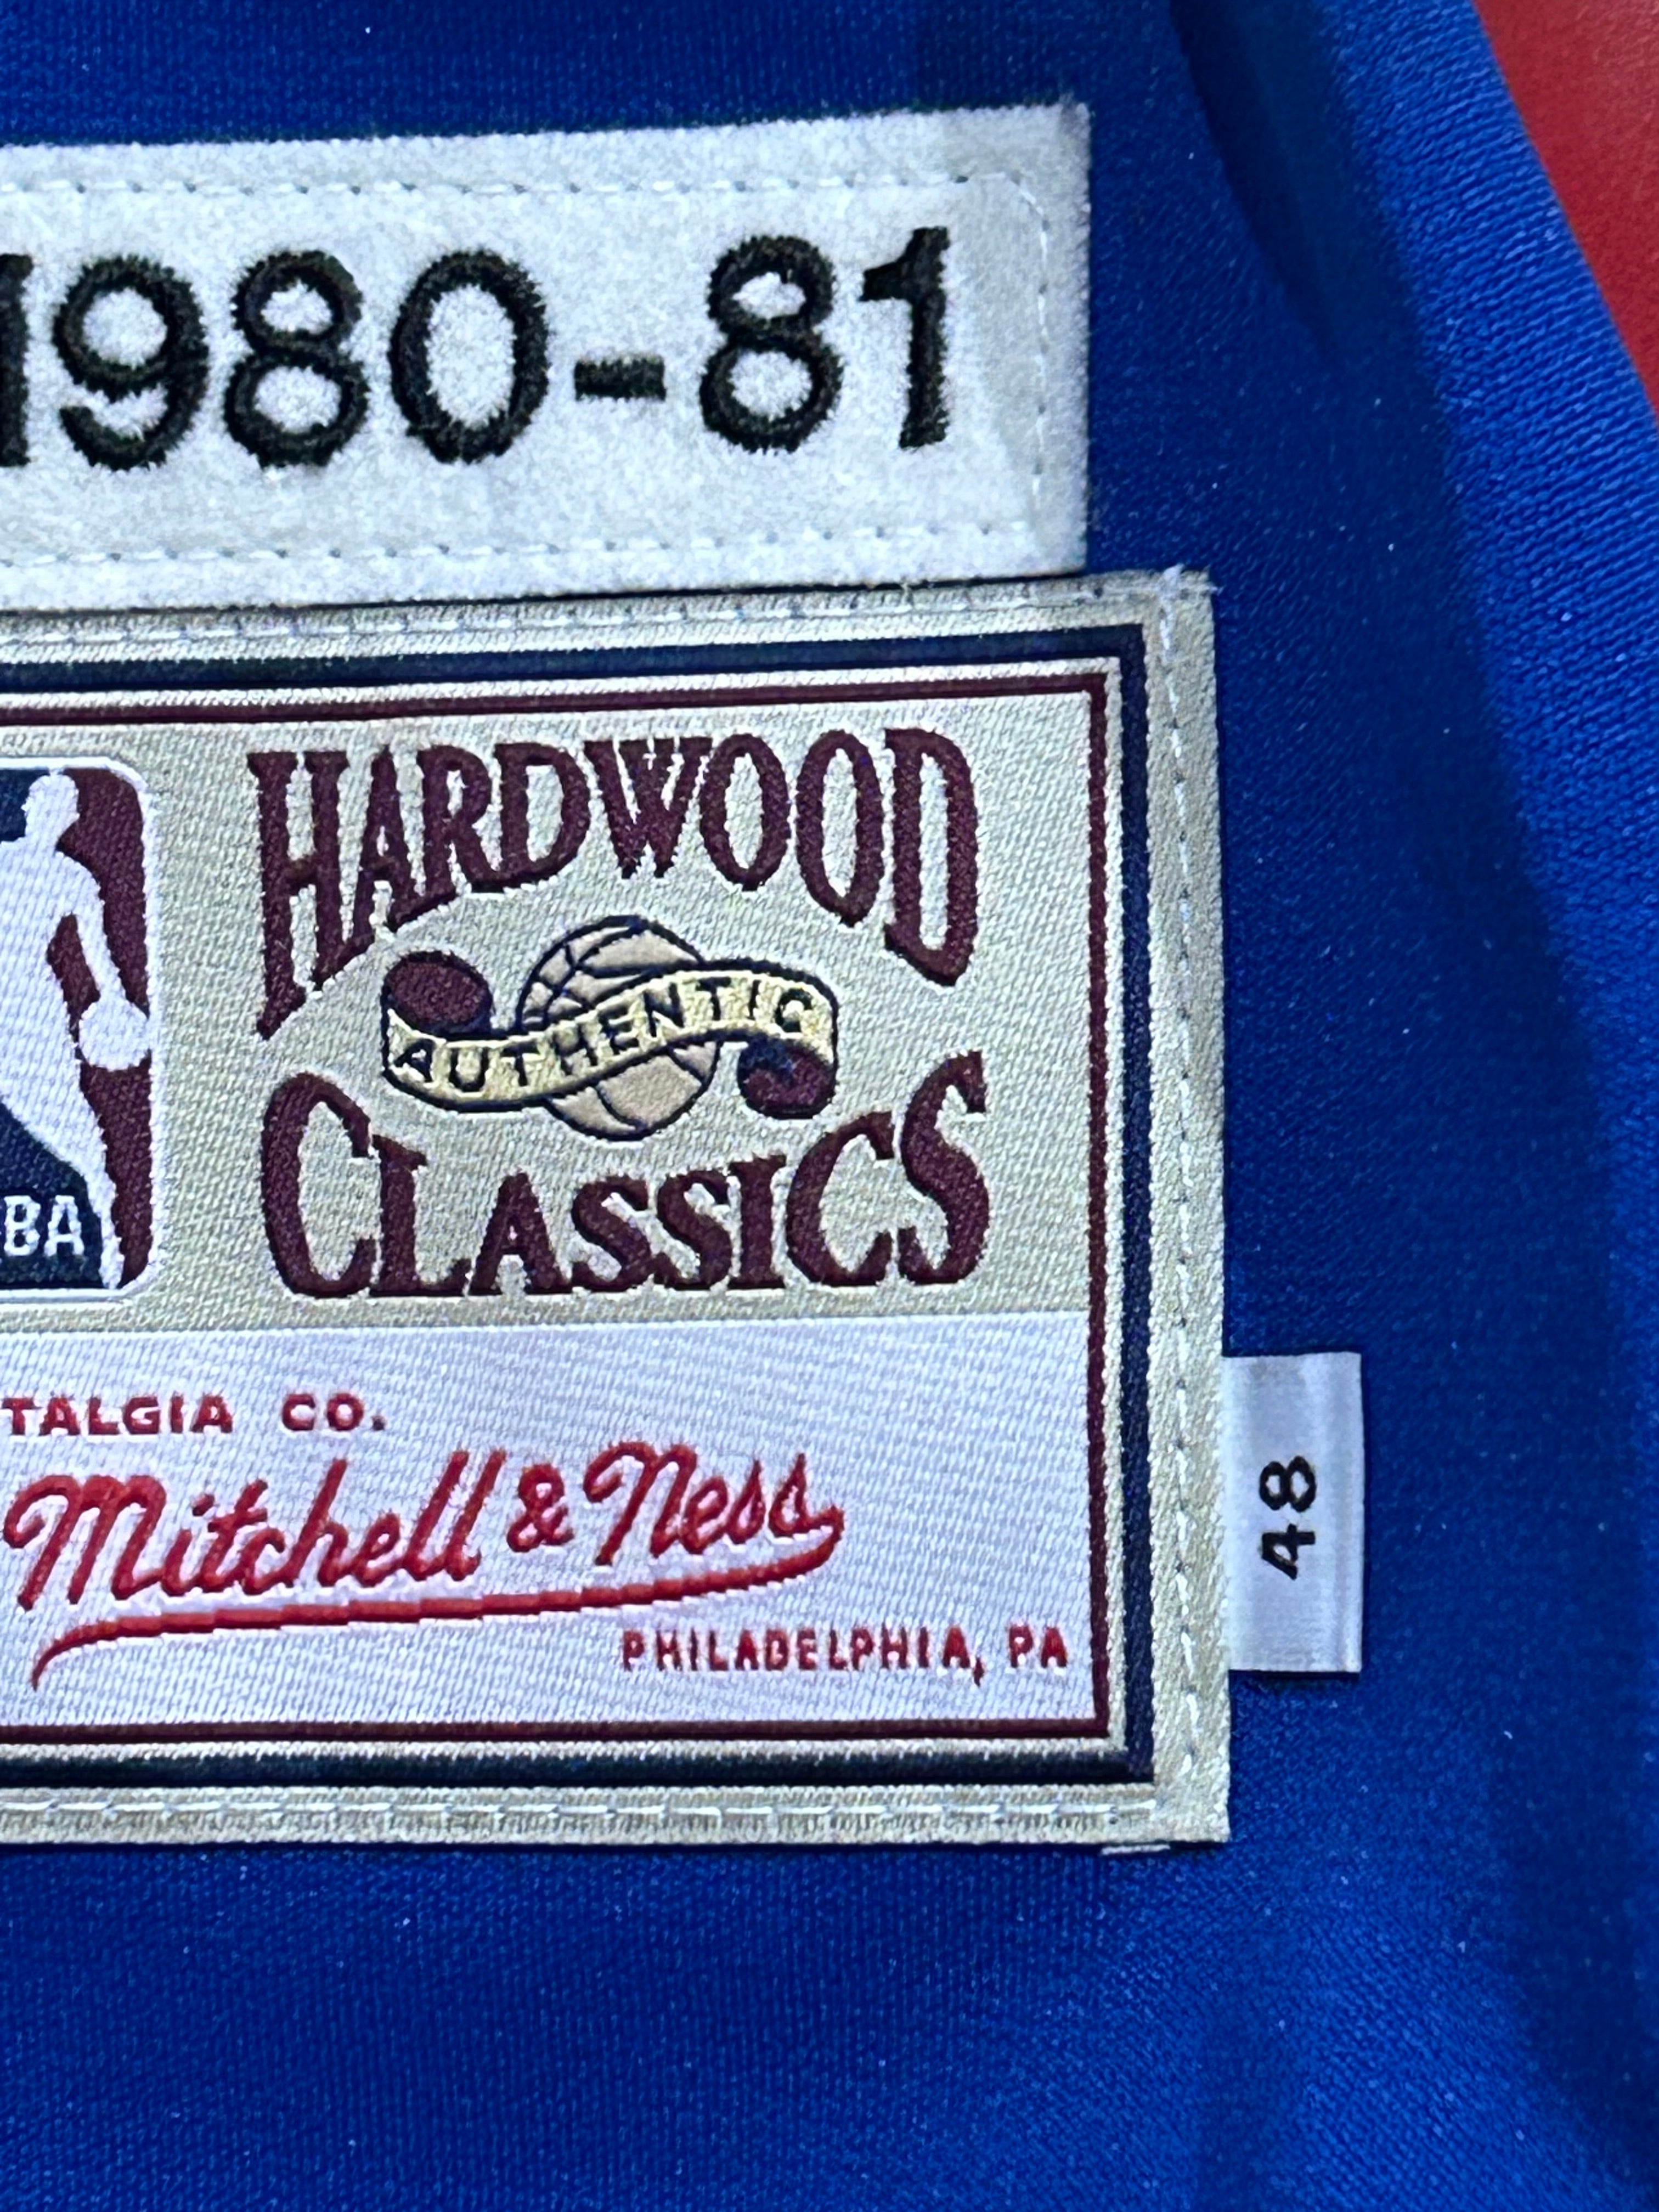 1980-81
HARDWOOD
AUTHENTIC
CLASSICS
BA
TALGIA CO.
Mitchell & Ness
PHILADELPHIA, PA
48